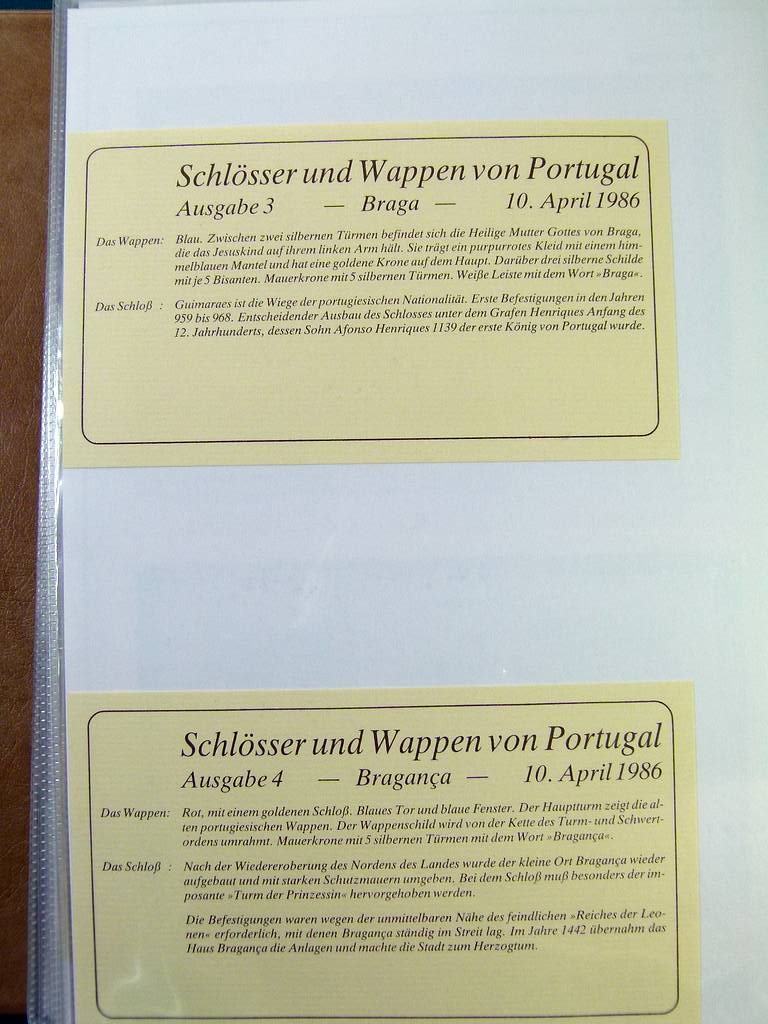 Schlösser und Wappen von Portugal
Ausgabe 3 — Braga — 10. April 1986
Das Wappen: Blau. Zwischen zwei silbernen Türmen befindet sich die Heilige Mutter Gottes von Braga,
die das Jesuskind auf ihrem linken Arm hält. Sie trägt ein purpurrotes Kleid mit einem him-
melblauen Mantel und hat eine goldene Krone auf dem Haupt. Darüber drei silberne Schilde
mit je 5 Bisanten. Mauerkrone mit 5 silbernen Türmen. Weiße Leiste mit dem Wort »Braga«.
Das Schloß : Guimaraes ist die Wiege der portugiesischen Nationalität. Erste Befestigungen in den Jahren
959 bis 968. Entscheidender Ausbau des Schlosses unter dem Grafen Henriques Anfang des
12. Jahrhunderts, dessen Sohn Afonso Henriques 1139 der erste König von Portugal wurde.
Schlösser und Wappen von Portugal
Ausgabe 4 — Bragança — 10. April 1986
Das Wappen: Rot, mit einem goldenen Schloß. Blaues Tor und blaue Fenster. Der Hauptturm zeigt die al-
ten portugiesischen Wappen. Der Wappenschild wird von der Kette des Turm- und Schwert-
ordens umrahmt. Mauerkrone mit 5 silbernen Türmen mit dem Wort »Bragança«.
Das Schloß : Nach der Wiedereroberung des Nordens des Landes wurde der kleine Ort Bragança wieder
aufgebaut und mit starken Schutzmauern umgeben. Bei dem Schloß muß besonders der im-
posante »Turm der Prinzessin« hervorgehoben werden.
Die Befestigungen waren wegen der unmittelbaren Nähe des feindlichen »Reiches der Leo-
nen« erforderlich, mit denen Bragança ständig im Streit lag. Im Jahre 1442 übernahm das
Haus Bragança die Anlagen und machte die Stadt zum Herzogtum.